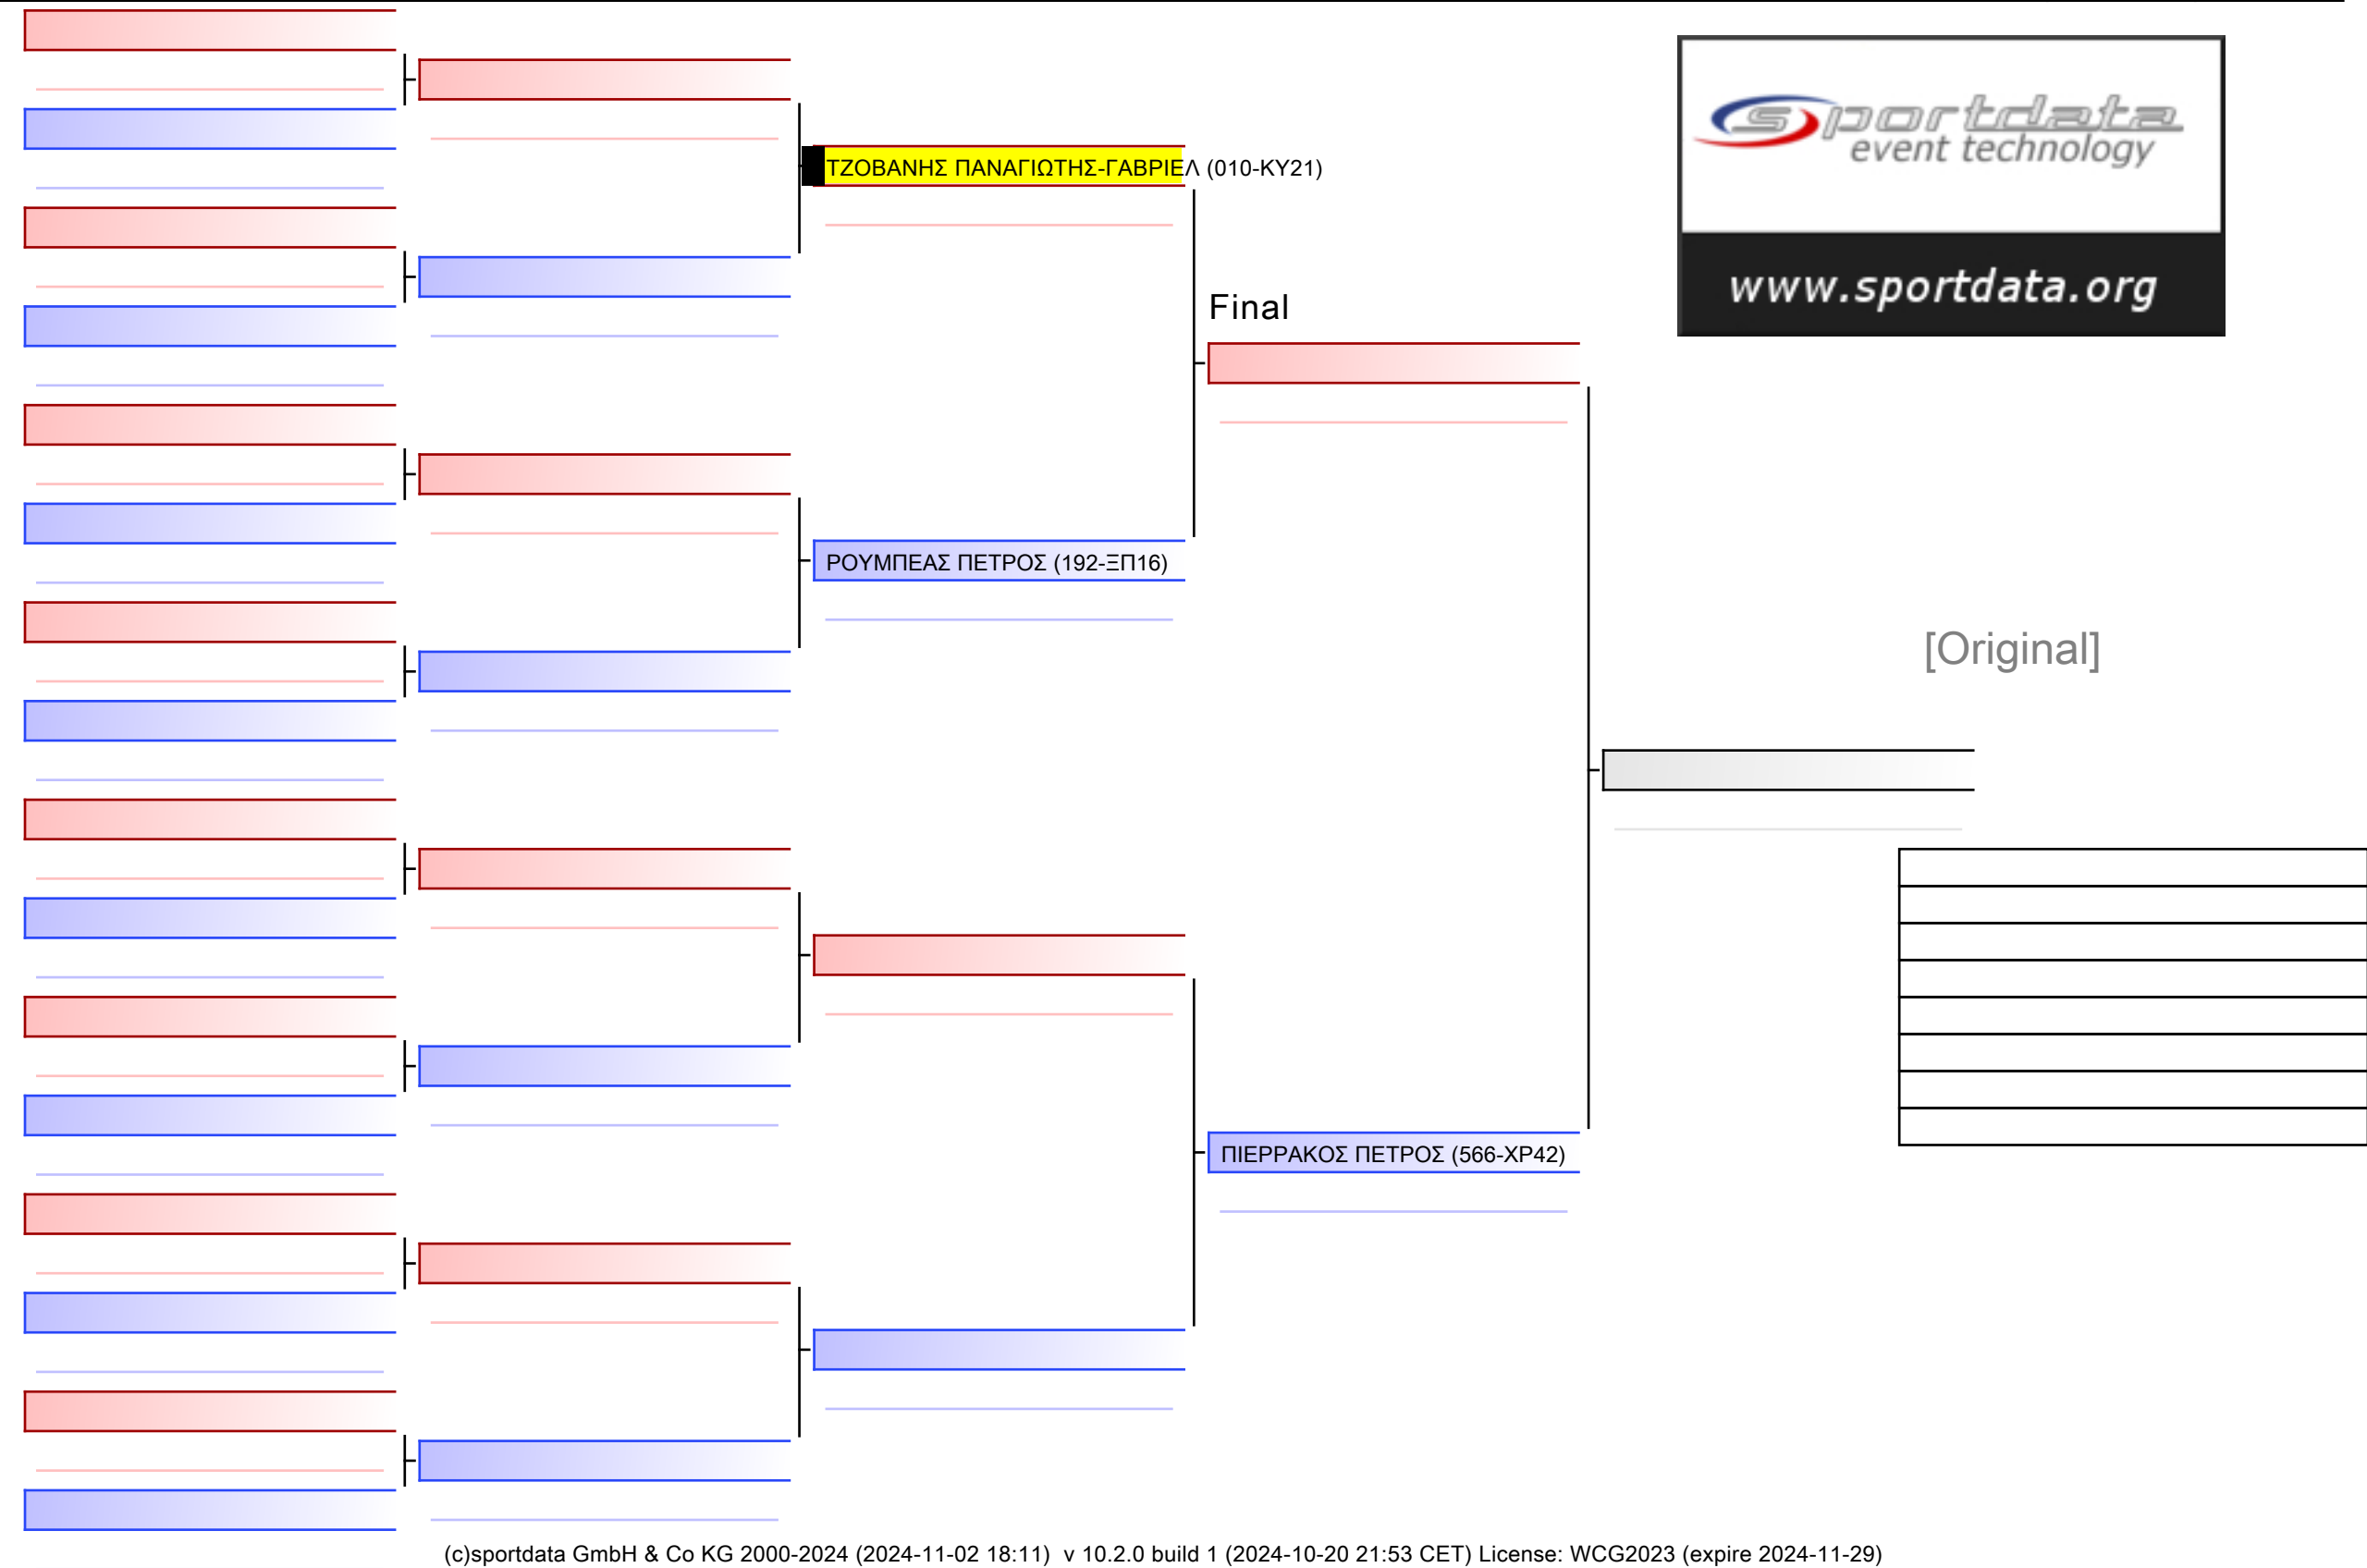 sportdata
event technology
www.sportdata.org
ΤΖΟΒΑΝΗΣ ΠΑΝΑΓΙΩΤΗΣ-ΓΑΒΡΙΕΛ (010-ΚΥ21)
Final
ΡΟΥΜΠΕΑΣ ΠΕΤΡΟΣ (192-ΞΠ16)
[Original]
ΠΙΕΡΡΑΚΟΣ ΠΕΤΡΟΣ (566-ΧΡ42)
(c)sportdata GmbH & Co KG 2000-2024 (2024-11-02 18:11) v 10.2.0 build 1 (2024-10-20 21:53 CET) License: WCG2023 (expire 2024-11-29)